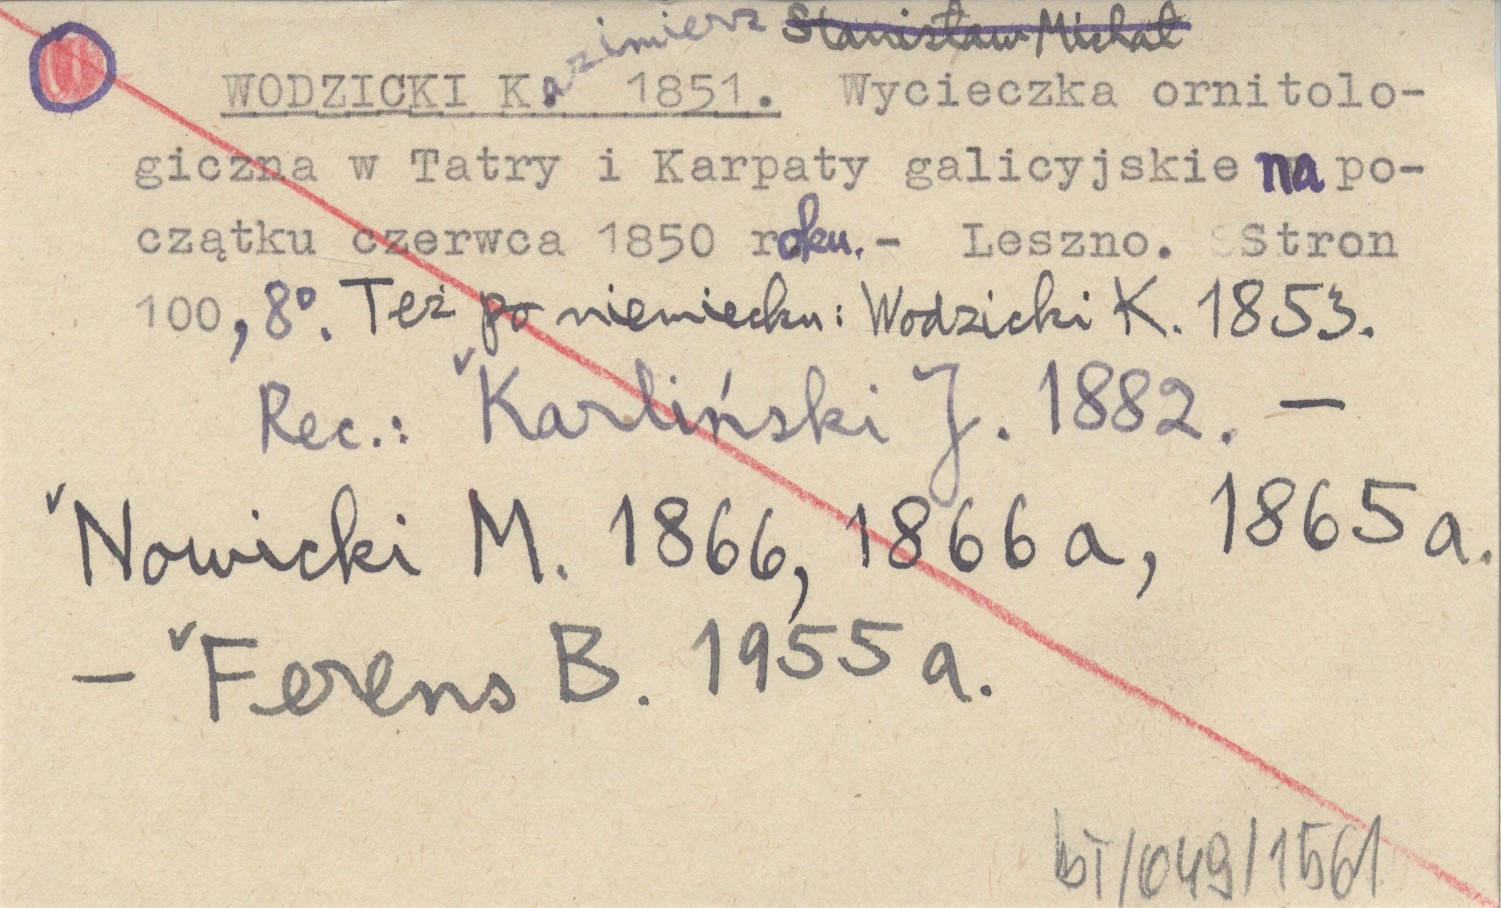 Stanisław Michał
WODZICKI Kazimierz 1851. Wycieczka ornitolo-
giczna w Tatry i Karpaty galicyjskie na po-
czątku czerwca 1850 roku. - Leszno. Stron
100, 8°. Też po niemiecku: Wodzicki K. 1853.
Rec.: ˅Karliński J. 1882. —
˅Nowicki M. 1866, 1866a, 1865a.
— ˅Ferens B. 1955a.
bT/049/1561